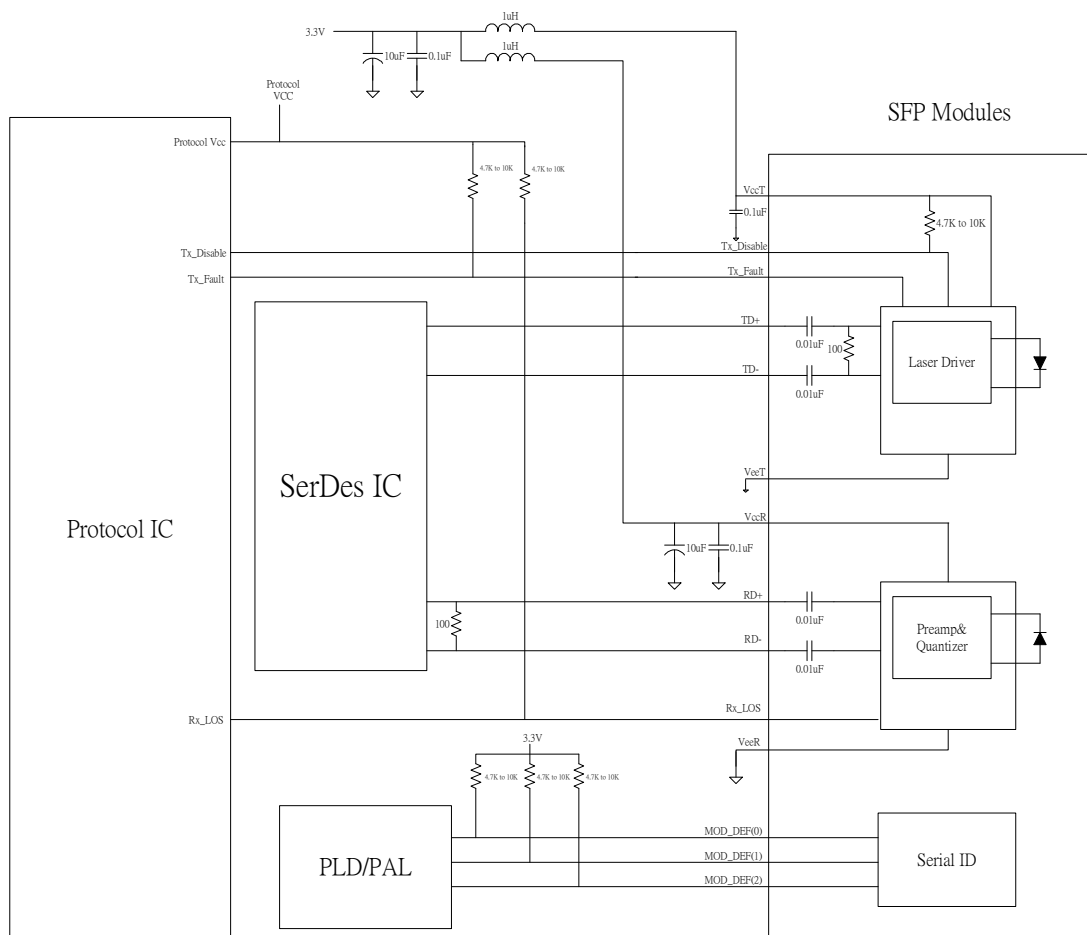 1uH
3.3V
1uH
10uF
0.1uF
Protocol
VCC
SFP Modules
Protocol Vcc
4.7K to 10K
4.7K to 10K
VccT
0.1uF
4.7K to 10K
Tx_Disable
Tx_Disable
Tx_Fault
Tx_Fault
TD+
0.01uF
100
Laser Driver
TD-
0.01uF
SerDes IC
VeeT
Protocol IC
VccR
10uF
0.1uF
RD+
0.01uF
100
Preamp&
Quantizer
RD-
0.01uF
Rx_LOS
Rx_LOS
3.3V
VeeR
4.7K to 10K
4.7K to 10K
4.7K to 10K
MOD_DEF(0)
PLD/PAL
MOD_DEF(1)
Serial ID
MOD_DEF(2)